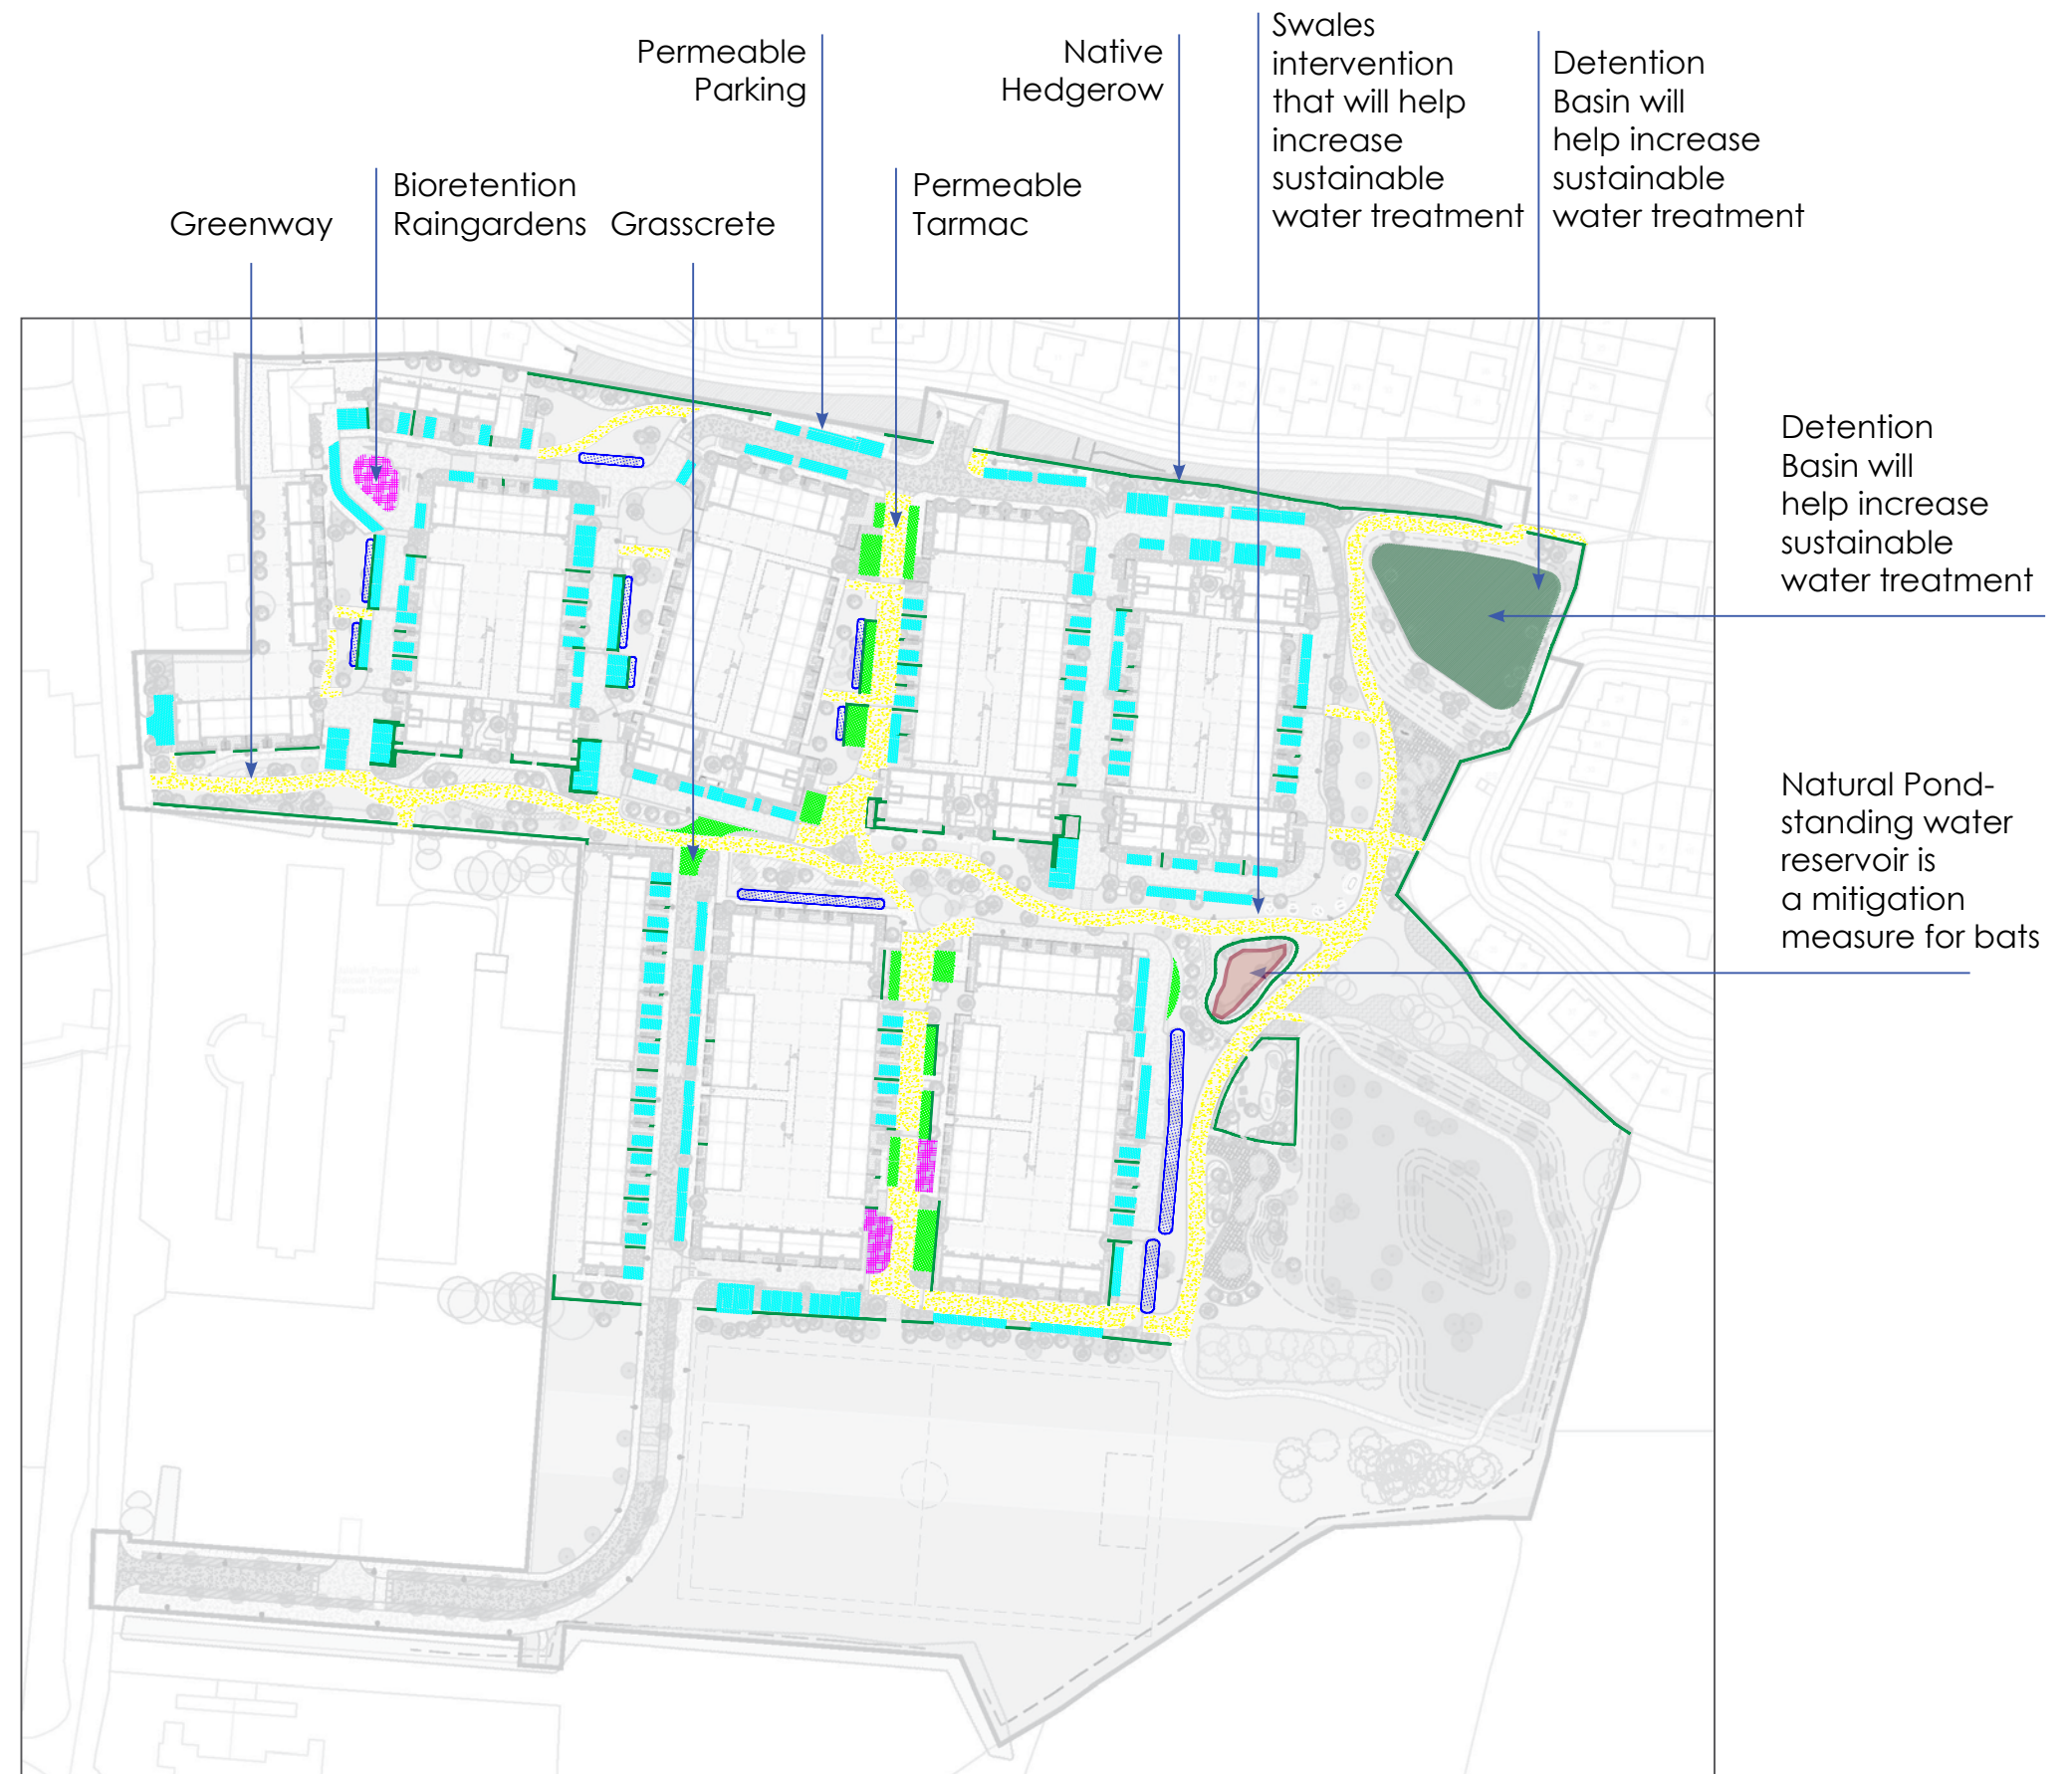 Permeable
Parking
Native
Hedgerow
Swales
intervention
that will help
increase
sustainable
water treatment
Detention
Basin will
help increase
sustainable
water treatment
Greenway
Bioretention
Raingardens
Grasscrete
Permeable
Tarmac
Detention
Basin will
help increase
sustainable
water treatment
Natural Pond-
standing water
reservoir is
a mitigation
measure for bats